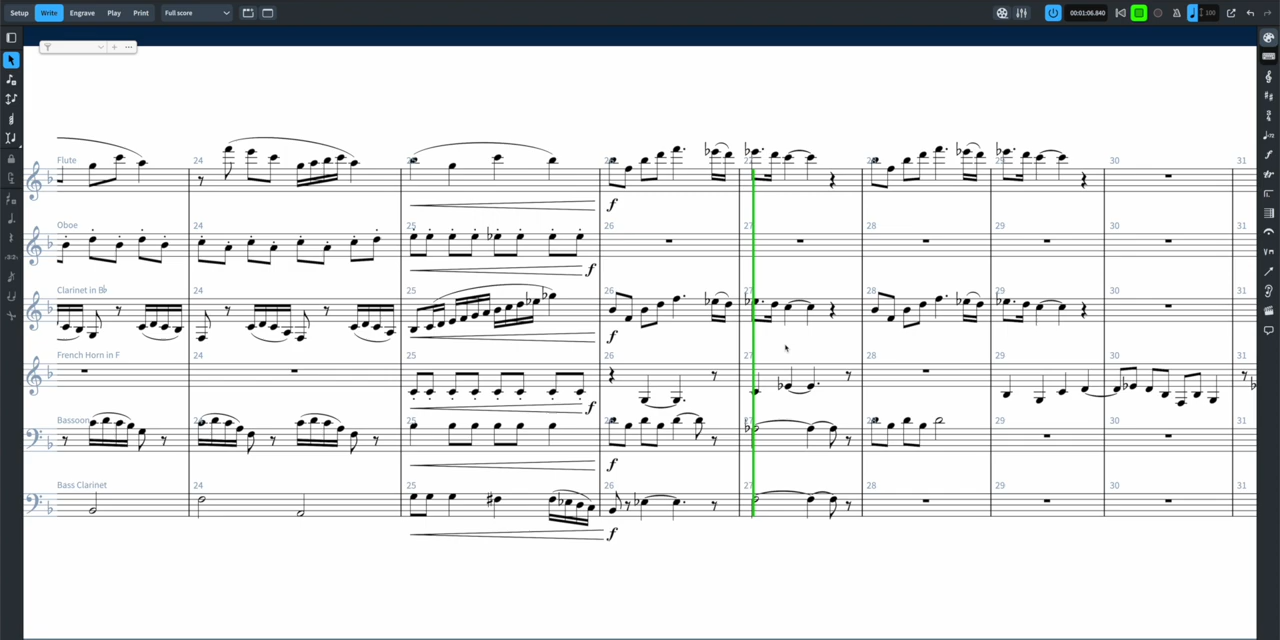 Setup Write Engrave Play Print Full score 00:01:06.840 100
Flute 24 25 26 27 28 29 30 31
f
Oboe 24 25 26 27 28 29 30 31
f
Clarinet in B♭ 24 25 26 27 28 29 30 31
f
French Horn in F 24 25 26 27 28 29 30 31
f
Bassoon 24 25 26 27 28 29 30 31
f
Bass Clarinet 24 25 26 27 28 29 30 31
f